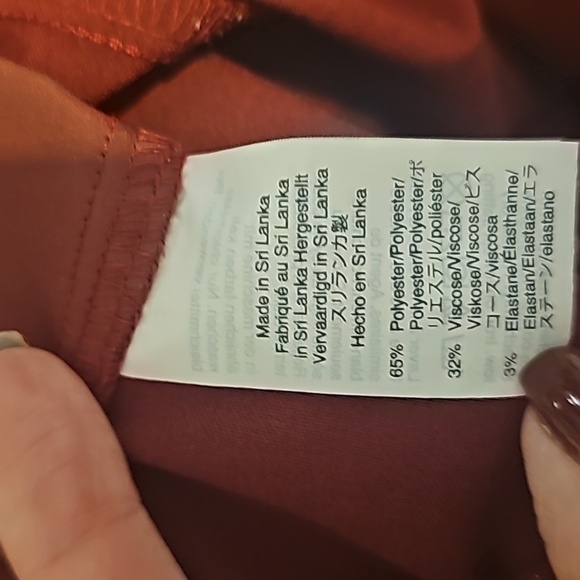 Made in Sri Lanka
Fabriqué au Sri Lanka
in Sri Lanka Hergestellt
Vervaardigd in Sri Lanka
スリランカ製
Hecho en Sri Lanka
65% Polyester/Polyester/
Polyester/Polyester/ポ
リエステル/poliéster
32% Viscose/Viscose/
Viskose/Viscose/ビス
コース/Viscosa
3% Elastane/Élasthanne/
Elastan/Elastaan/エラ
ステーン/elastano